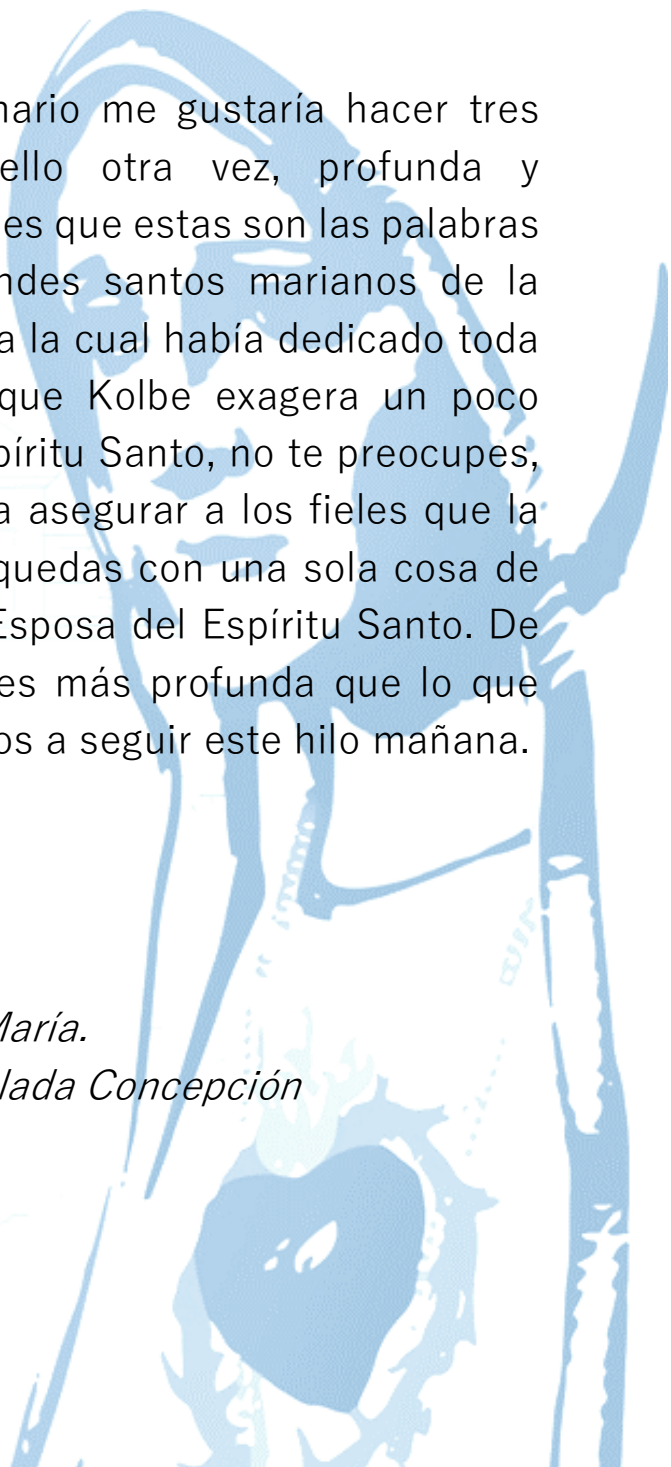 nario me gustaría hacer tres
ello otra vez, profunda y
es que estas son las palabras
ndes santos marianos de la
a la cual había dedicado toda
que Kolbe exagera un poco
píritu Santo, no te preocupes,
a asegurar a los fieles que la
quedas con una sola cosa de
Esposa del Espíritu Santo. De
es más profunda que lo que
os a seguir este hilo mañana.
María.
lada Concepción